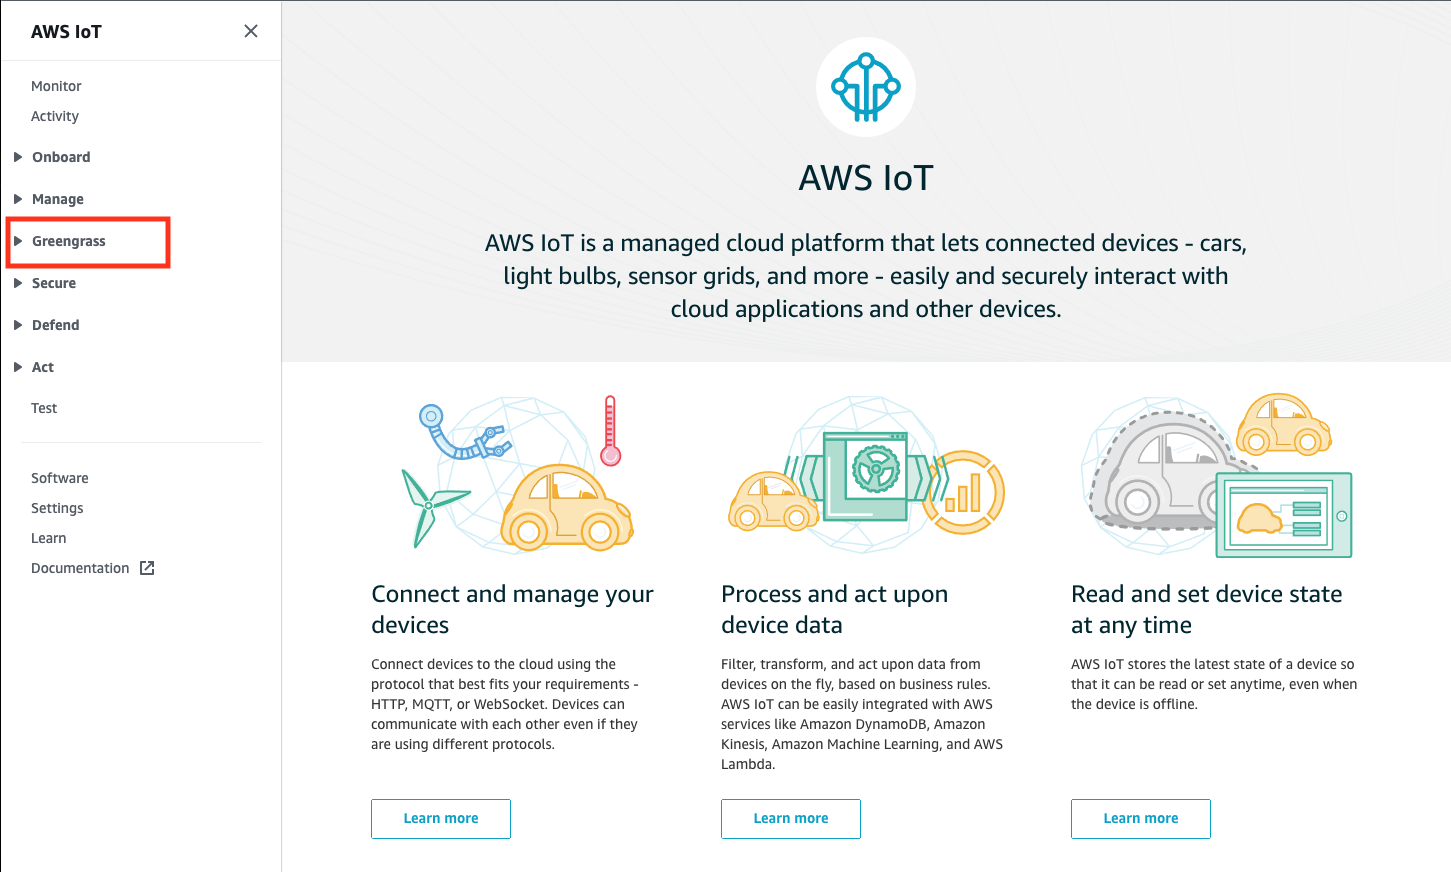 AWS IoT
Monitor
Activity
Onboard
Manage
Greengrass
Secure
Defend
Act
Test
Software
Settings
Learn
Documentation
AWS IoT
AWS IoT is a managed cloud platform that lets connected devices - cars,
light bulbs, sensor grids, and more - easily and securely interact with
cloud applications and other devices.
Connect and manage your
devices
Connect devices to the cloud using the
protocol that best fits your requirements -
HTTP, MQTT, or WebSocket. Devices can
communicate with each other even if they
are using different protocols.
Learn more
Process and act upon
device data
Filter, transform, and act upon data from
devices on the fly, based on business rules.
AWS IoT can be easily integrated with AWS
services like Amazon DynamoDB, Amazon
Kinesis, Amazon Machine Learning, and AWS
Lambda.
Learn more
Read and set device state
at any time
AWS IoT stores the latest state of a device so
that it can be read or set anytime, even when
the device is offline.
Learn more